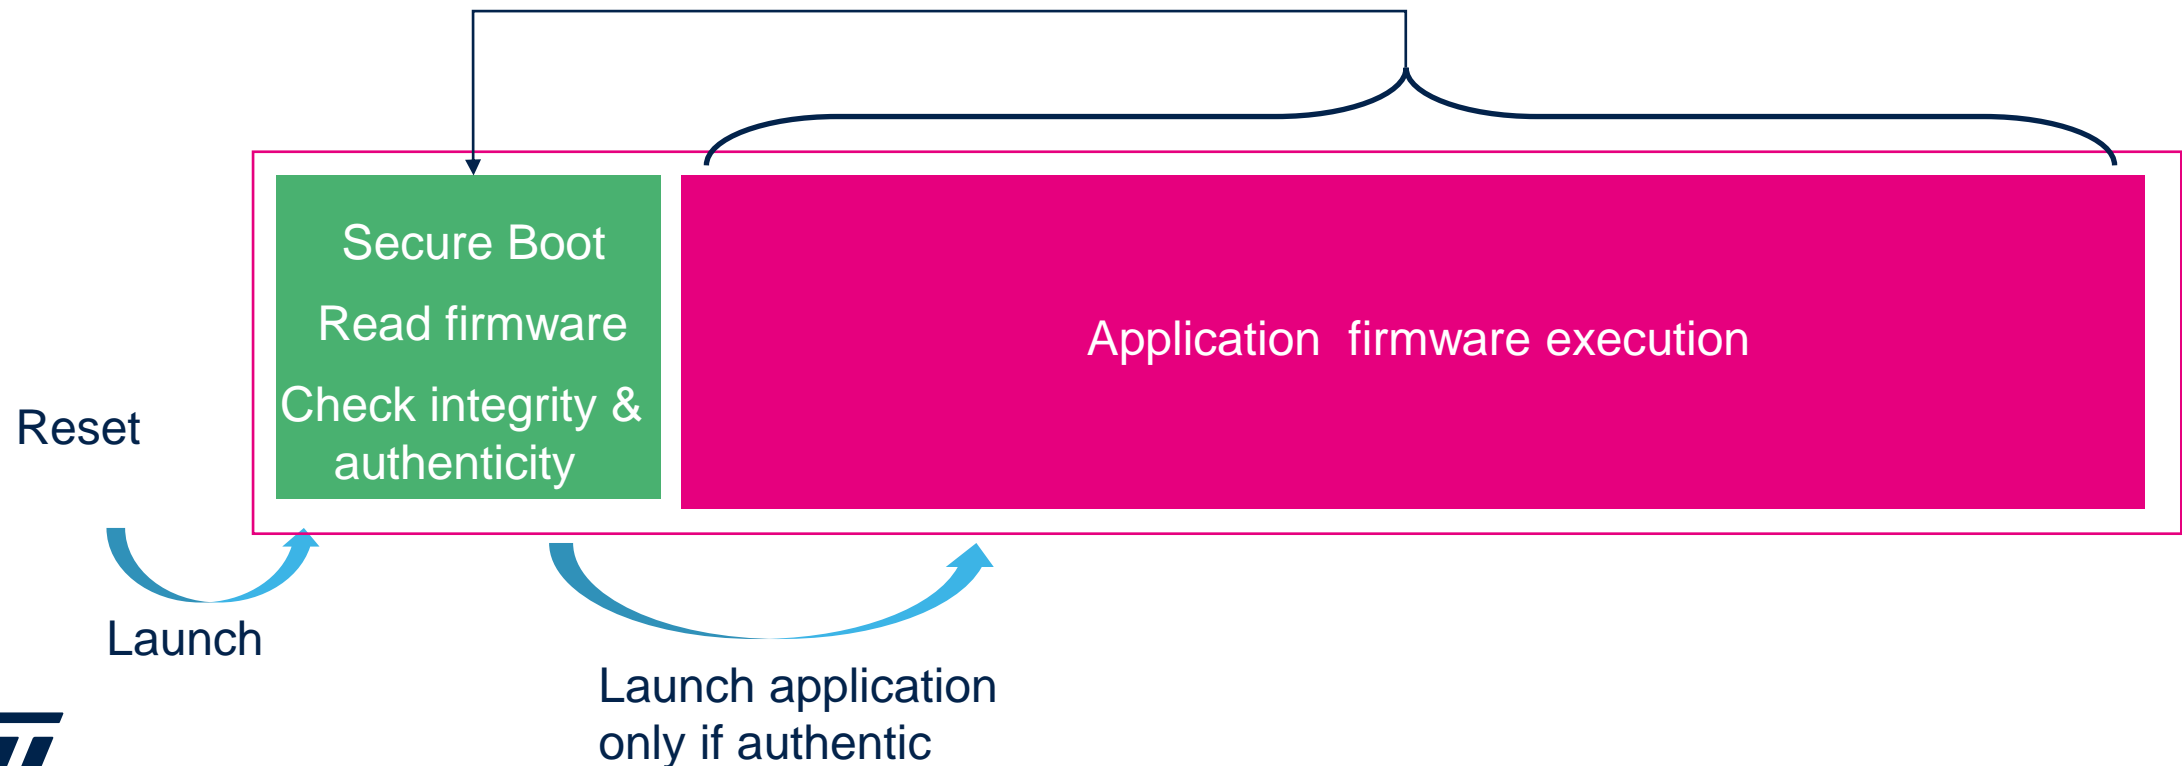 Secure Boot
Read firmware
Check integrity &
authenticity
Application  firmware execution
Reset
Launch
Launch application
only if authentic